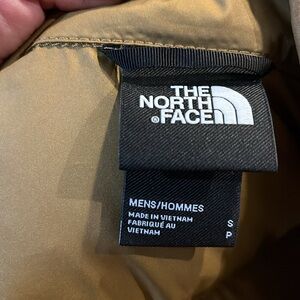 THE
NORTH
®FACE
MENS/HOMMES
MADE IN VIETNAM
FABRIQUÉ AU
VIETNAM
S
P